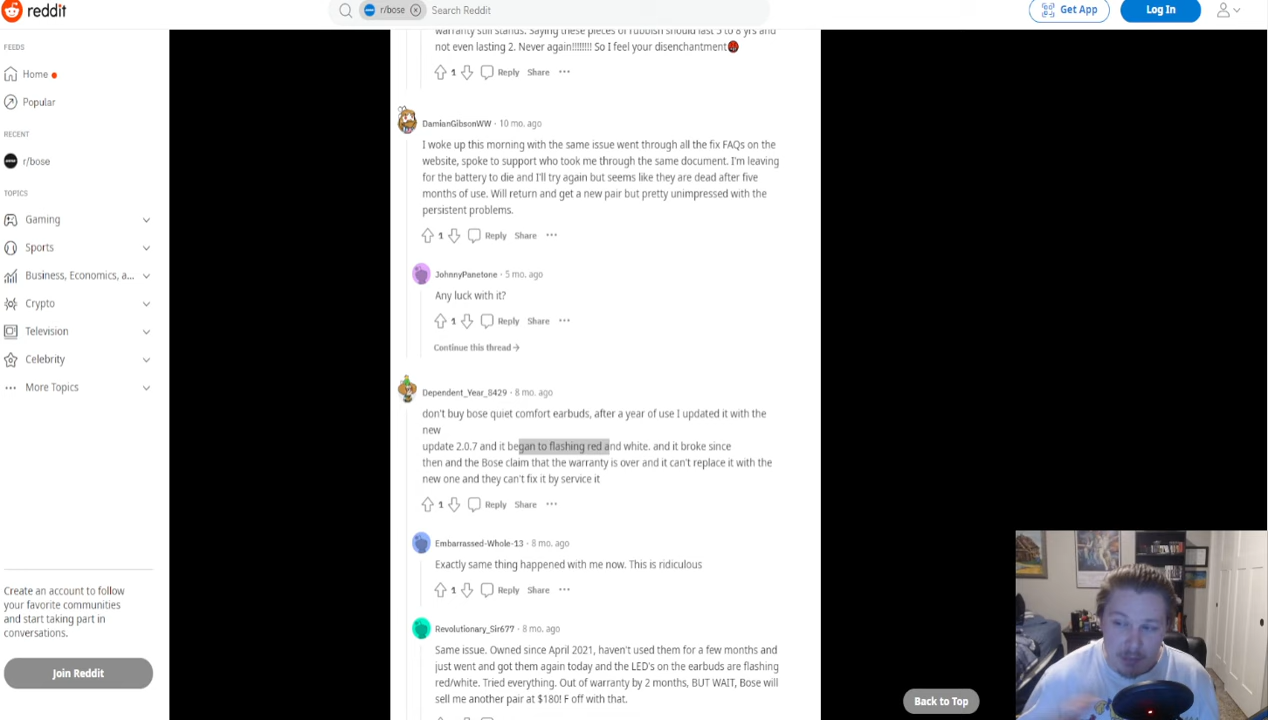 reddit
r/bose
Search Reddit
Get App
Log In
FEEDS
Home
Popular
RECENT
r/bose
TOPICS
Gaming
Sports
Business, Economics, a...
Crypto
Television
Celebrity
More Topics
Create an account to follow
your favorite communities
and start taking part in
conversations.
Join Reddit
warranty still stands. Saying these pieces of rubbish should last 5 to 8 yrs and
not even lasting 2. Never again!!!!!!!! So I feel your disenchantment
1 Reply Share ...
DamianGibsonWW · 10 mo. ago
I woke up this morning with the same issue went through all the fix FAQs on the
website, spoke to support who took me through the same document. I'm leaving
for the battery to die and I'll try again but seems like they are dead after five
months of use. Will return and get a new pair but pretty unimpressed with the
persistent problems.
1 Reply Share ...
JohnnyPanetone · 5 mo. ago
Any luck with it?
1 Reply Share ...
Continue this thread→
Dependent_Year_8429 · 8 mo. ago
don't buy bose quiet comfort earbuds, after a year of use I updated it with the
new
update 2.0.7 and it began to flashing red and white. and it broke since
then and the Bose claim that the warranty is over and it can't replace it with the
new one and they can't fix it by service it
1 Reply Share ...
Embarrassed-Whole-13 · 8 mo. ago
Exactly same thing happened with me now. This is ridiculous
1 Reply Share ...
Revolutionary_Sir677 · 8 mo. ago
Same issue. Owned since April 2021, haven't used them for a few months and
just went and got them again today and the LED's on the earbuds are flashing
red/white. Tried everything. Out of warranty by 2 months, BUT WAIT, Bose will
sell me another pair at $180! F off with that.
Back to Top